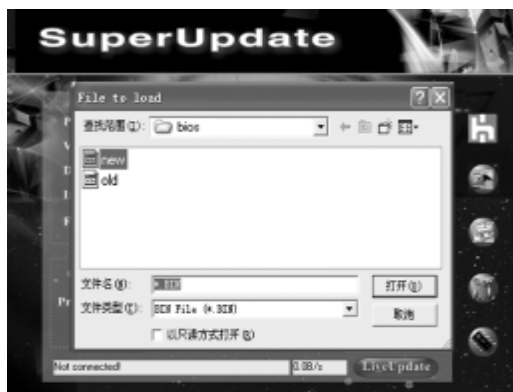 SuperUpdate
File to load
查找范围(I): bios
new
old
文件名(N): *.BIN 打开(O)
文件类型(T): BIN File (*.BIN) 取消
以只读方式打开(R)
Not connected! 0.0B/s LiveUpdate